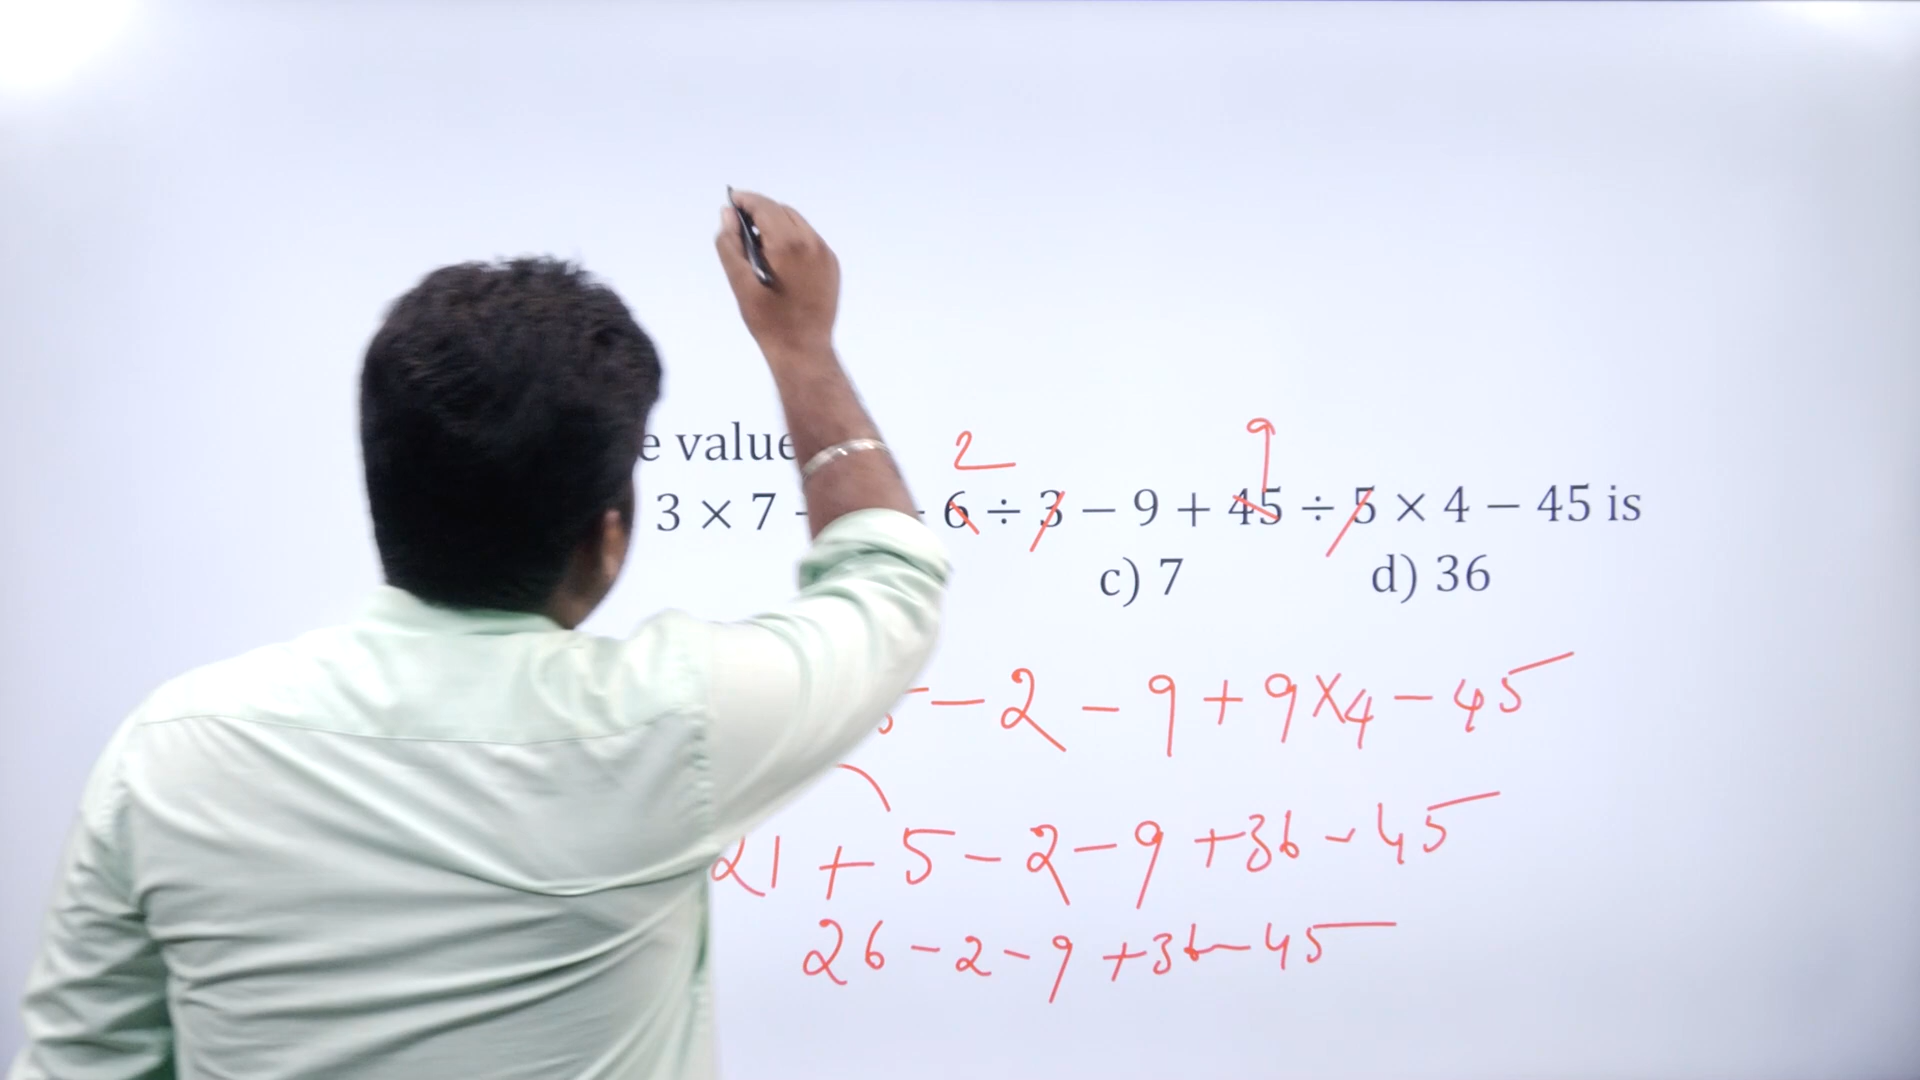 e value
2 9
3 × 7 - 6 ÷ 3 − 9 + 45 ÷ 5 × 4 − 45 is
c) 7 d) 36
5 - 2 - 9 + 9 X 4 - 45
21 + 5 - 2 - 9 + 36 - 45
26 - 2 - 9 + 36 - 45